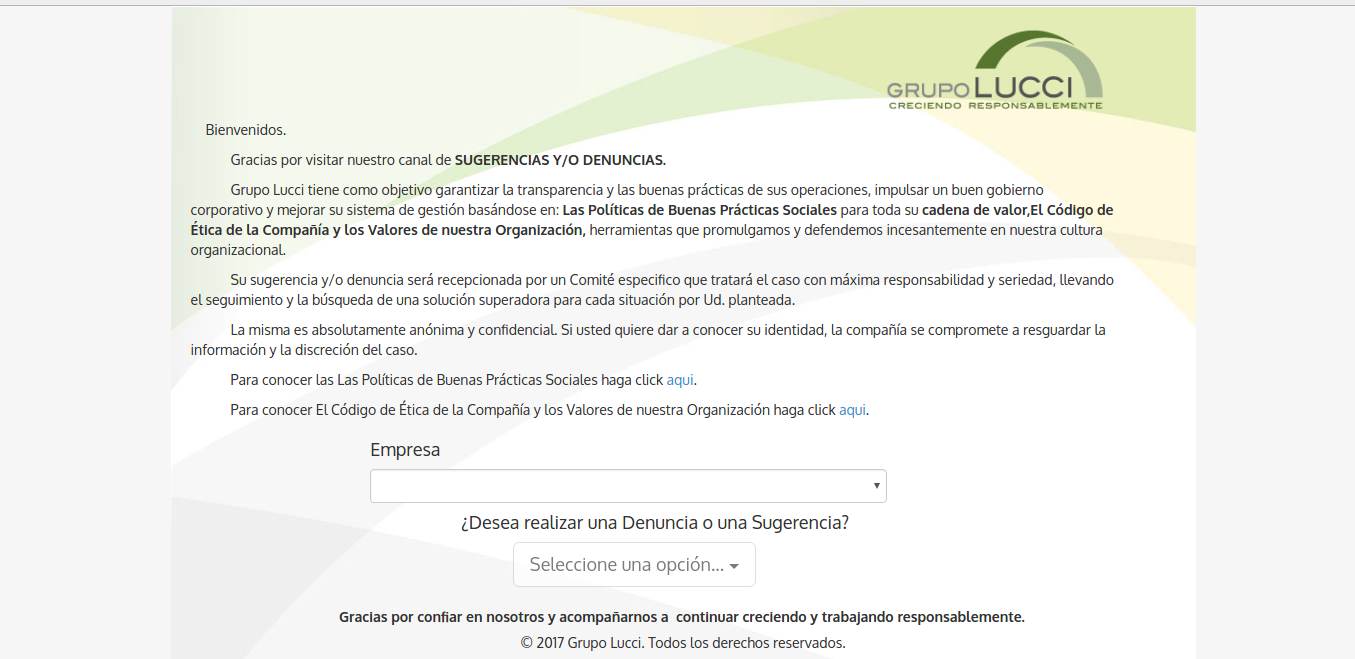 GRUPO LUCCI
CRECIENDO RESPONSABLEMENTE
Bienvenidos.
Gracias por visitar nuestro canal de SUGERENCIAS Y/O DENUNCIAS.
Grupo Lucci tiene como objetivo garantizar la transparencia y las buenas prácticas de sus operaciones, impulsar un buen gobierno
corporativo y mejorar su sistema de gestión basándose en: Las Políticas de Buenas Prácticas Sociales para toda su cadena de valor,El Código de
Ética de la Compañía y los Valores de nuestra Organización, herramientas que promulgamos y defendemos incesantemente en nuestra cultura
organizacional.
Su sugerencia y/o denuncia será recepcionada por un Comité especifico que tratará el caso con máxima responsabilidad y seriedad, llevando
el seguimiento y la búsqueda de una solución superadora para cada situación por Ud. planteada.
La misma es absolutamente anónima y confidencial. Si usted quiere dar a conocer su identidad, la compañía se compromete a resguardar la
información y la discreción del caso.
Para conocer las Las Políticas de Buenas Prácticas Sociales haga click aqui.
Para conocer El Código de Ética de la Compañía y los Valores de nuestra Organización haga click aqui.
Empresa
¿Desea realizar una Denuncia o una Sugerencia?
Seleccione una opción...
Gracias por confiar en nosotros y acompañarnos a  continuar creciendo y trabajando responsablemente.
© 2017 Grupo Lucci. Todos los derechos reservados.